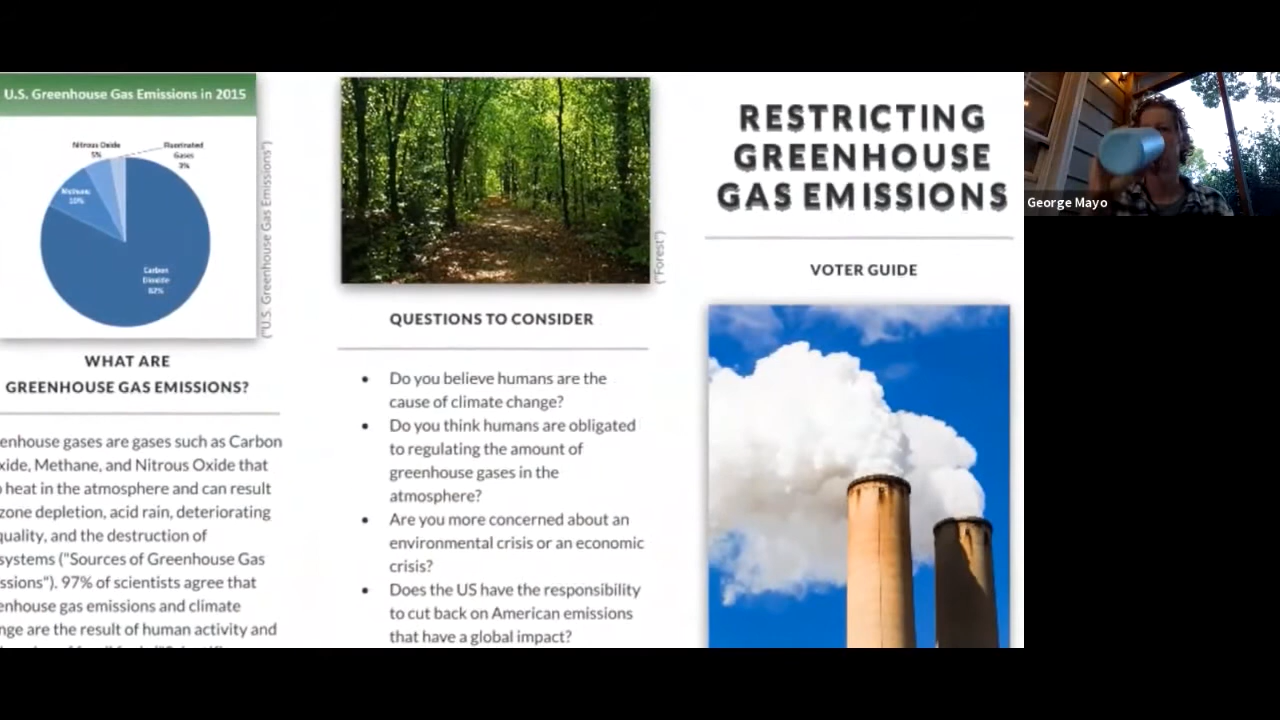 U.S. Greenhouse Gas Emissions in 2015
Nitrous Oxide
5%
Fluorinated
Gases
3%
Methane
10%
Carbon
Dioxide
82%
("U.S. Greenhouse Gas Emissions")
WHAT ARE
GREENHOUSE GAS EMISSIONS?
enhouse gases are gases such as Carbon
xide, Methane, and Nitrous Oxide that
heat in the atmosphere and can result
zone depletion, acid rain, deteriorating
quality, and the destruction of
systems ("Sources of Greenhouse Gas
ssions"). 97% of scientists agree that
enhouse gas emissions and climate
nge are the result of human activity and
("Forest")
QUESTIONS TO CONSIDER
• Do you believe humans are the
cause of climate change?
• Do you think humans are obligated
to regulating the amount of
greenhouse gases in the
atmosphere?
• Are you more concerned about an
environmental crisis or an economic
crisis?
• Does the US have the responsibility
to cut back on American emissions
that have a global impact?
RESTRICTING
GREENHOUSE
GAS EMISSIONS
VOTER GUIDE
George Mayo